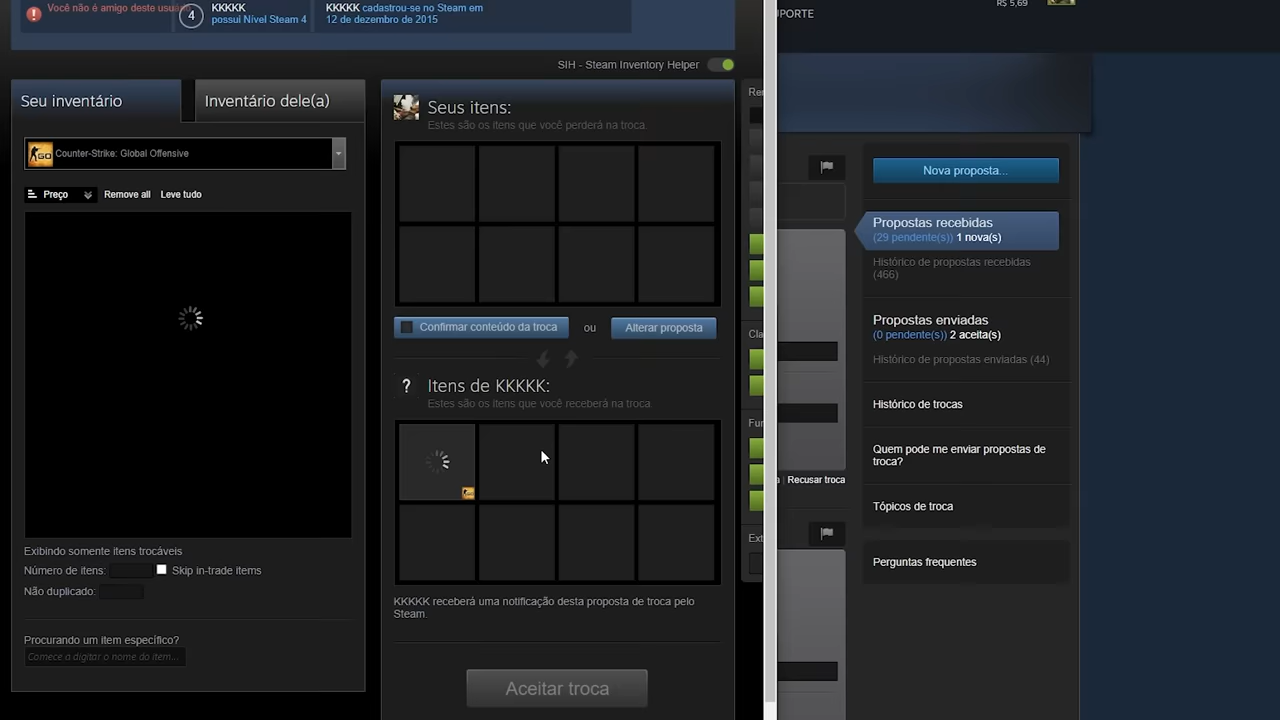 Você não é amigo deste
4
KKKKK
possui Nível Steam 4
KKKKK cadastrou-se no Steam em
12 de dezembro de 2015
SIH - Steam Inventory Helper
Seu inventário
Inventário dele(a)
GO
Counter-Strike: Global Offensive
Preço
Remove all
Leve tudo
Exibindo somente itens trocáveis
Número de itens:
Skip in-trade items
Não duplicado:
Procurando um item específico?
Comece a digitar o nome do item...
Seus itens:
Estes são os itens que você perderá na troca.
Confirmar conteúdo da troca
ou
Alterar proposta
? Itens de KKKKK:
Estes são os itens que você receberá na troca.
KKKKK receberá uma notificação desta proposta de troca pelo
Steam.
Aceitar troca
Re
Cla
Fur
Ext
PORTE
R$ 5,69
Recusar troca
Nova proposta...
Propostas recebidas
(29 pendente(s)) 1 nova(s)
Histórico de propostas recebidas
(466)
Propostas enviadas
(0 pendente(s)) 2 aceita(s)
Histórico de propostas enviadas (44)
Histórico de trocas
Quem pode me enviar propostas de
troca?
Tópicos de troca
Perguntas frequentes